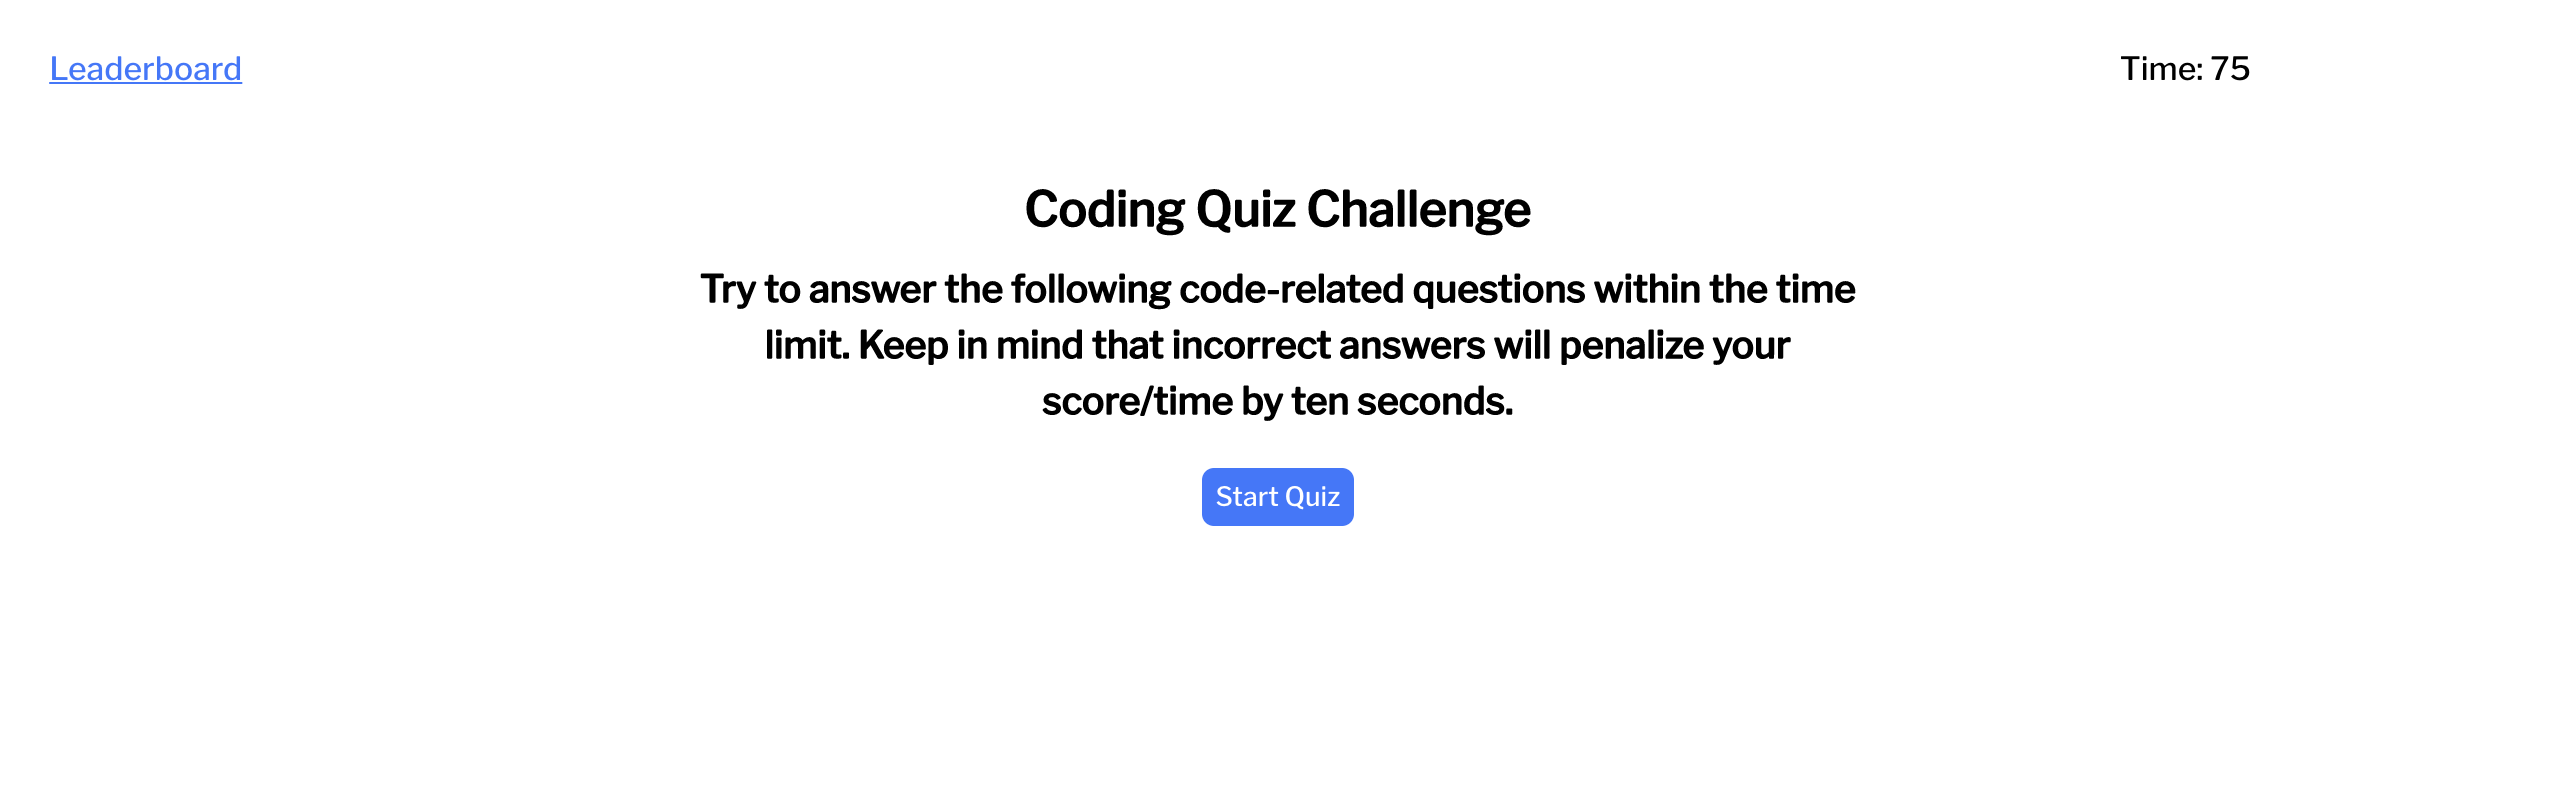 Leaderboard
Time: 75
Coding Quiz Challenge
Try to answer the following code-related questions within the time
limit. Keep in mind that incorrect answers will penalize your
score/time by ten seconds.
Start Quiz